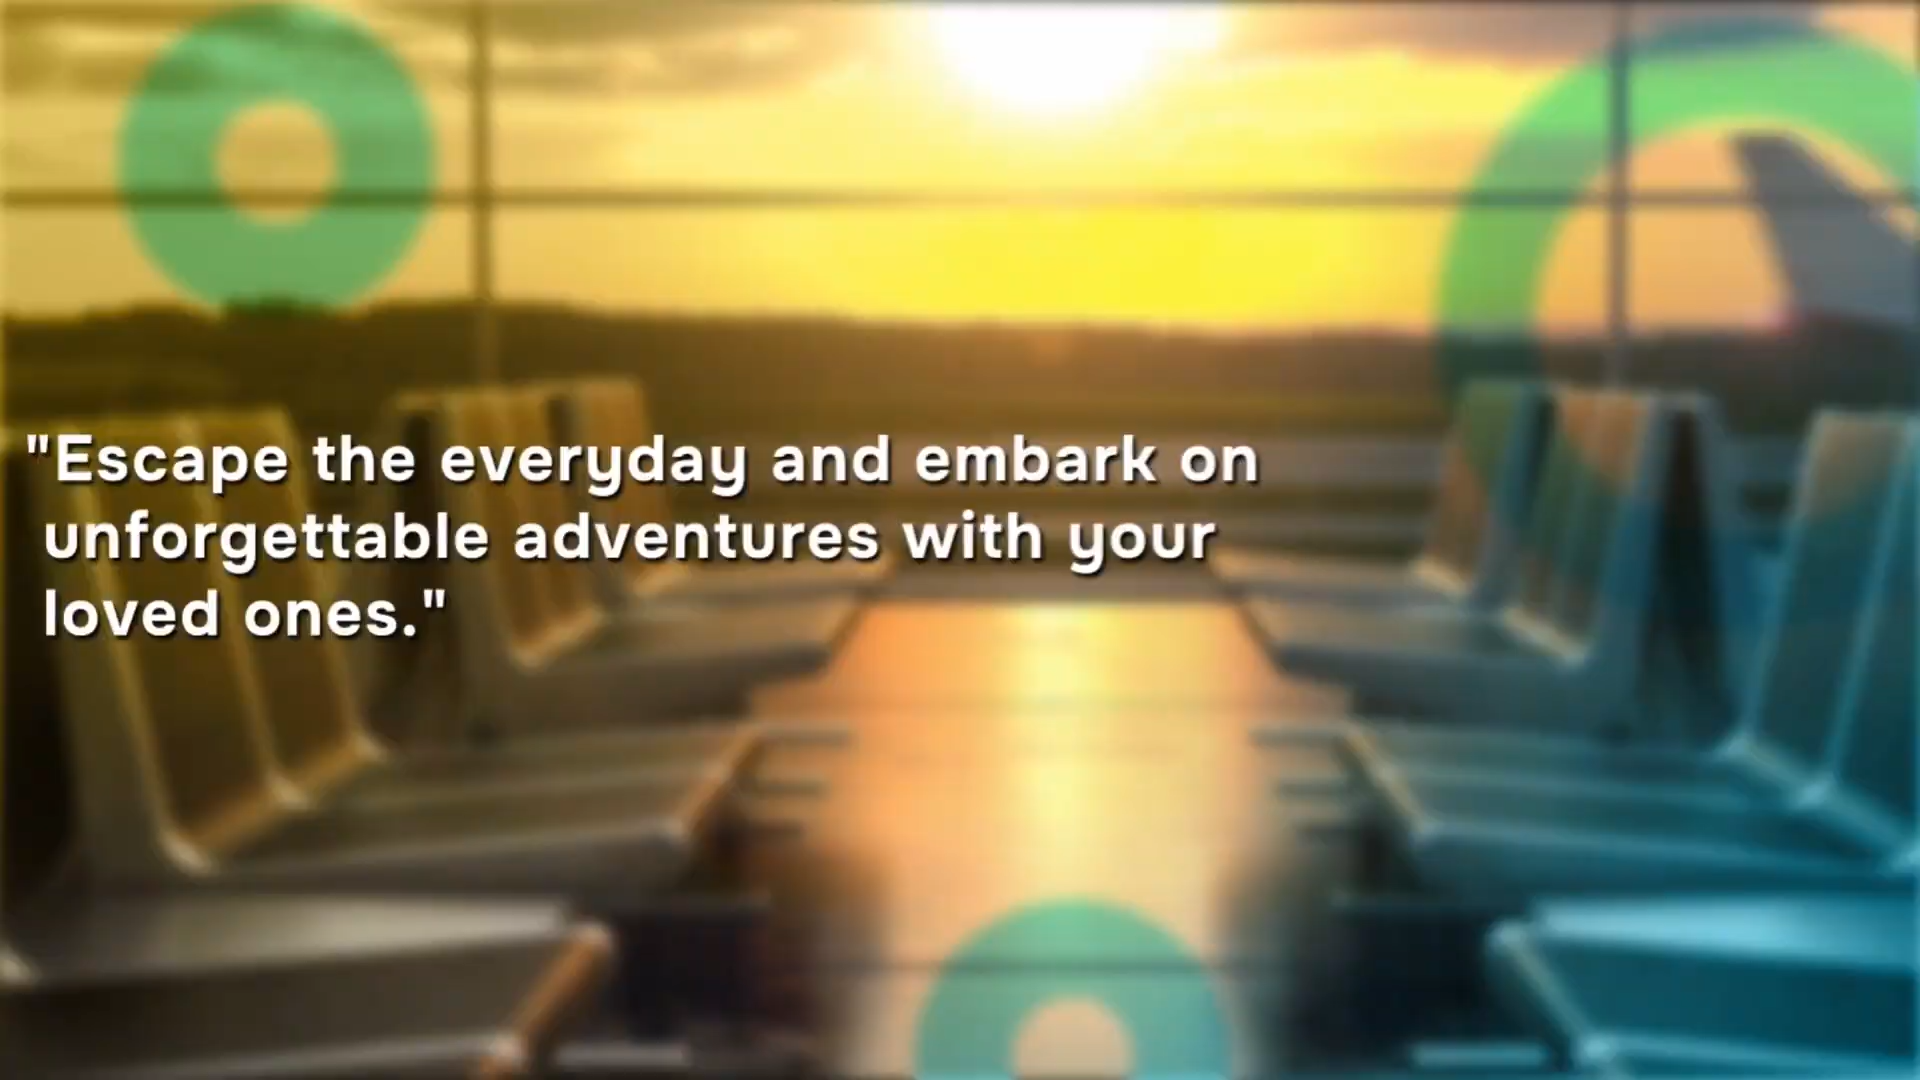 "Escape the everyday and embark on
unforgettable adventures with your
loved ones."